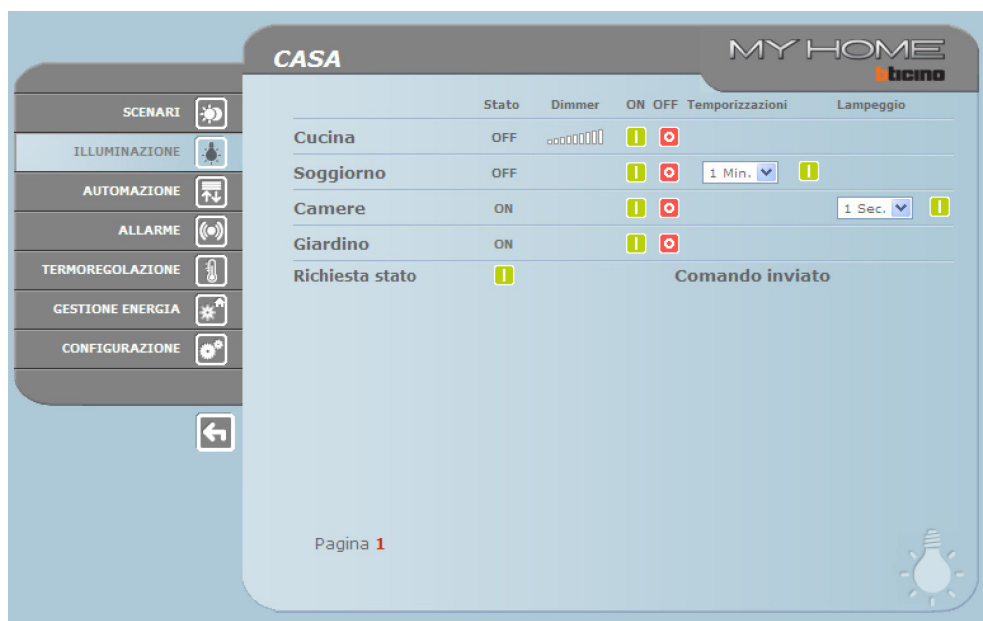 CASA
MY HOME
bticino
SCENARI
ILLUMINAZIONE
AUTOMAZIONE
ALLARME
TERMOREGOLAZIONE
GESTIONE ENERGIA
CONFIGURAZIONE
Stato Dimmer ON OFF Temporizzazioni Lampeggio
Cucina OFF
Soggiorno OFF 1 Min.
Camere ON 1 Sec.
Giardino ON
Richiesta stato Comando inviato
Pagina 1